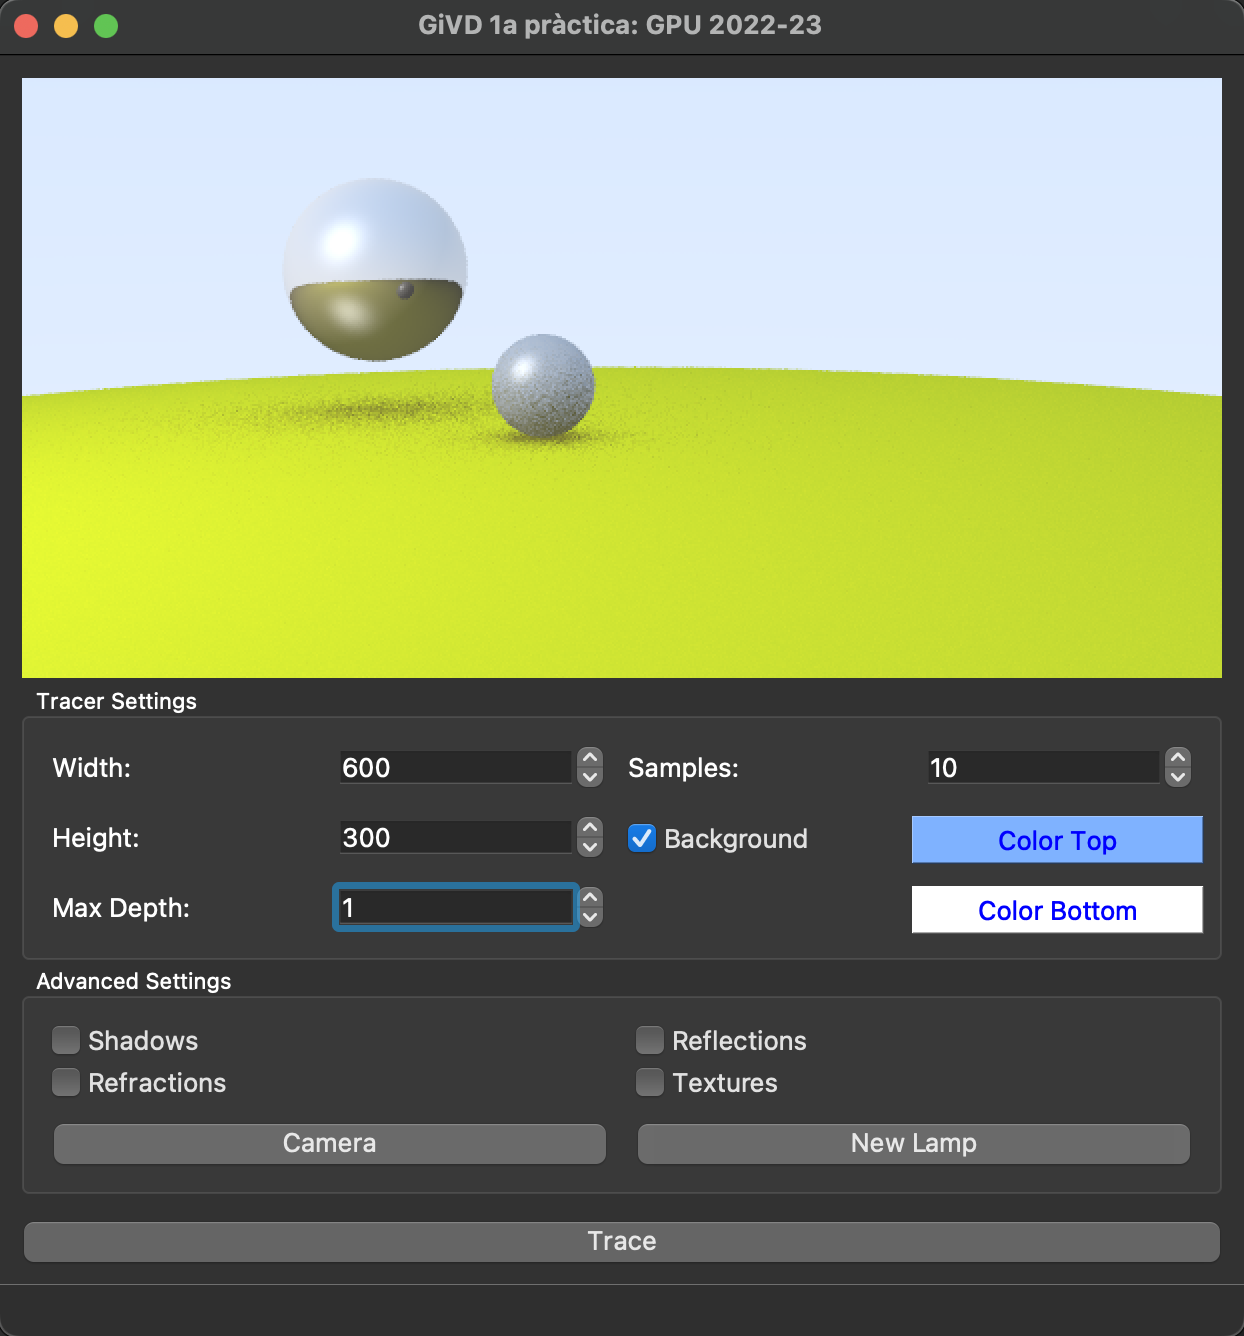 GiVD 1a pràctica: GPU 2022-23
Tracer Settings
Width: 600 Samples: 10
Height: 300 Background Color Top
Max Depth: 1 Color Bottom
Advanced Settings
Shadows Reflections
Refractions Textures
Camera New Lamp
Trace